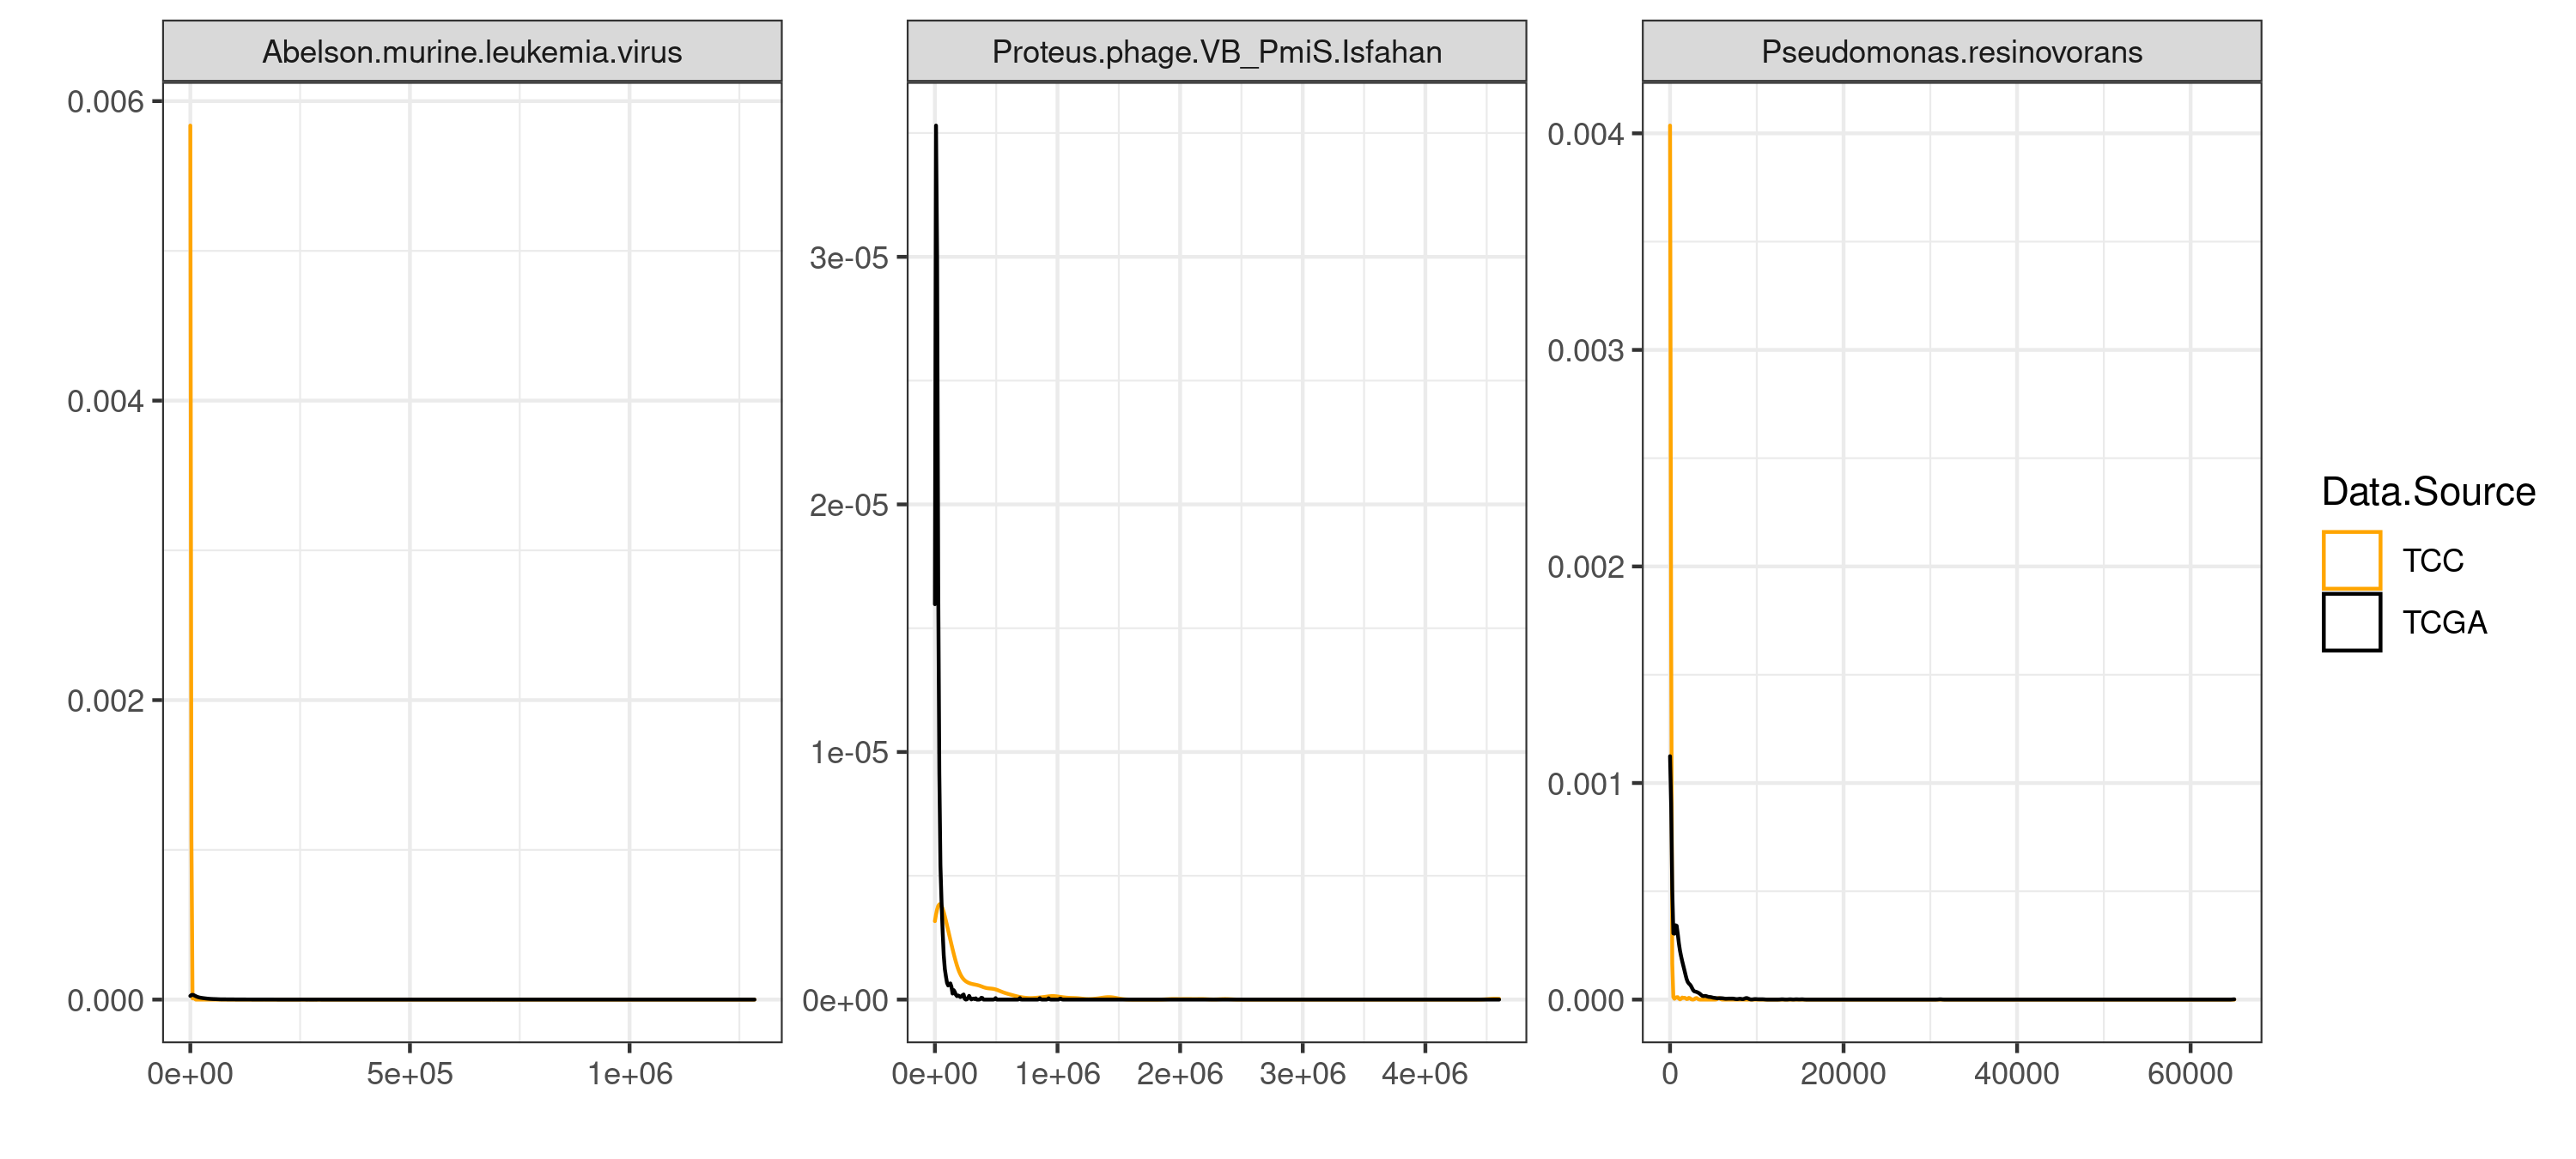 Abelson.murine.leukemia.virus
Proteus.phage.VB_PmiS.Isfahan
Pseudomonas.resinovorans
0.006
0.004
0.002
0.000
0e+00 5e+05 1e+06
3e-05
2e-05
1e-05
0e+00
0e+00 1e+06 2e+06 3e+06 4e+06
0.004
0.003
0.002
0.001
0.000
0 20000 40000 60000
Data.Source
TCC
TCGA